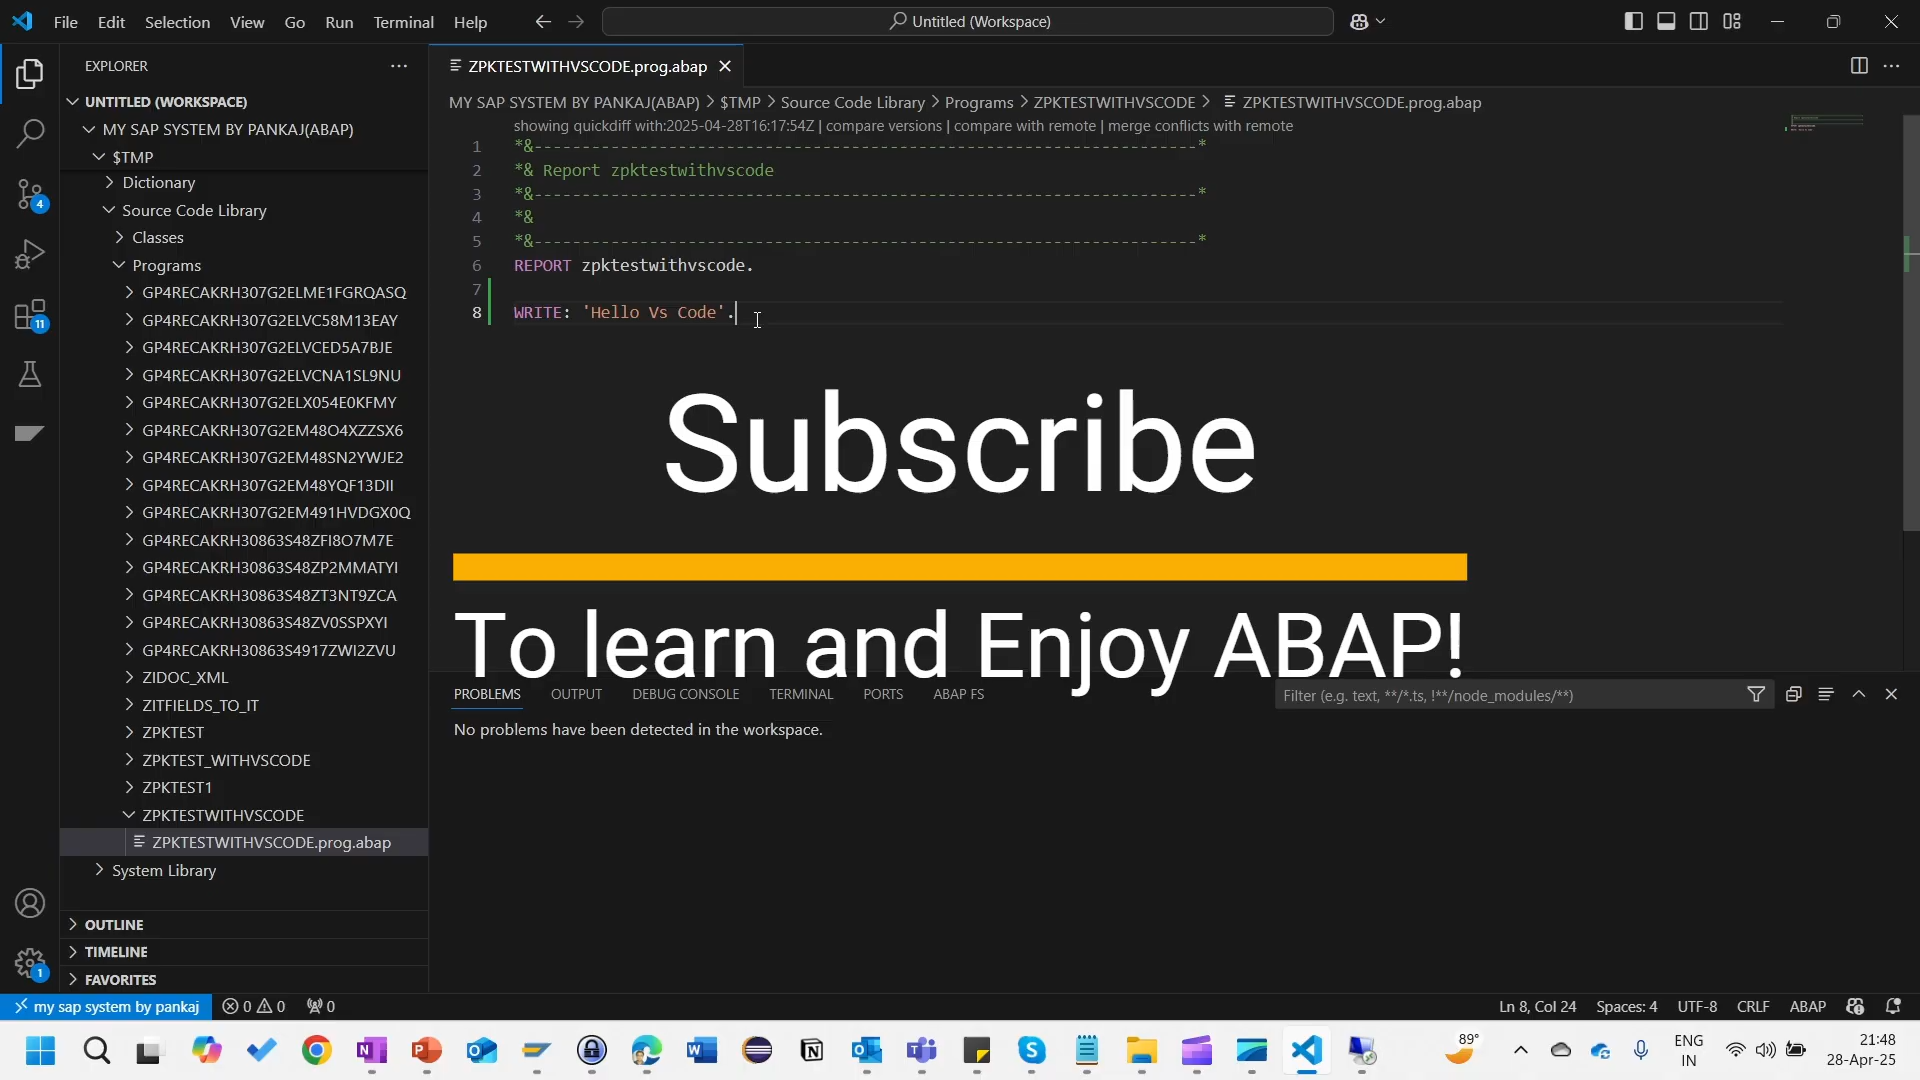 File Edit Selection View Go Run Terminal Help
Untitled (Workspace)
EXPLORER
UNTITLED (WORKSPACE)
MY SAP SYSTEM BY PANKAJ(ABAP)
$TMP
Dictionary
Source Code Library
Classes
Programs
GP4RECAKRH307G2ELME1FGRQASQ
GP4RECAKRH307G2ELVC58M13EAY
GP4RECAKRH307G2ELVCED5A7BJE
GP4RECAKRH307G2ELVCNA1SL9NU
GP4RECAKRH307G2ELX054E0KFMY
GP4RECAKRH307G2EM48O4XZZSX6
GP4RECAKRH307G2EM48SN2YWJE2
GP4RECAKRH307G2EM48YQF13DII
GP4RECAKRH307G2EM491HVDGX0Q
GP4RECAKRH30863S48ZFI8O7M7E
GP4RECAKRH30863S48ZP2MMATYI
GP4RECAKRH30863S48ZT3NT9ZCA
GP4RECAKRH30863S48ZV0SSPXYI
GP4RECAKRH30863S4917ZWI2ZVU
ZIDOC_XML
ZITFIELDS_TO_IT
ZPKTEST
ZPKTEST_WITHVSCODE
ZPKTEST1
ZPKTESTWITHVSCODE
ZPKTESTWITHVSCODE.prog.abap
System Library
OUTLINE
TIMELINE
FAVORITES
4
11
1
ZPKTESTWITHVSCODE.prog.abap
MY SAP SYSTEM BY PANKAJ(ABAP) > $TMP > Source Code Library > Programs > ZPKTESTWITHVSCODE > ZPKTESTWITHVSCODE.prog.abap
showing quickdiff with:2025-04-28T16:17:54Z | compare versions | compare with remote | merge conflicts with remote
1 *&---------------------------------------------------------------------*
2 *& Report zpktestwithvscode
3 *&---------------------------------------------------------------------*
4 *&
5 *&---------------------------------------------------------------------*
6 REPORT zpktestwithvscode.
7
8 WRITE: 'Hello Vs Code'.
Subscribe
To learn and Enjoy ABAP!
PROBLEMS OUTPUT DEBUG CONSOLE TERMINAL PORTS ABAP FS
Filter (e.g. text, **/*.ts, !**/node_modules/**)
No problems have been detected in the workspace.
my sap system by pankaj 0 0 0
Ln 8, Col 24 Spaces: 4 UTF-8 CRLF ABAP
89°
ENG
IN
21:48
28-Apr-25